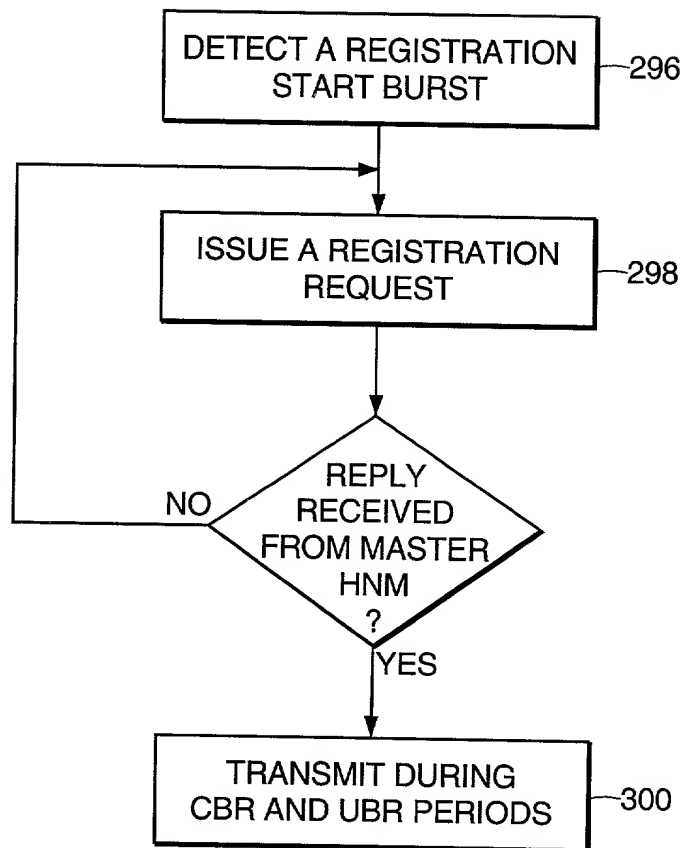 DETECT A REGISTRATION
START BURST
296
ISSUE A REGISTRATION
REQUEST
298
REPLY
RECEIVED
FROM MASTER
HNM
?
NO
YES
TRANSMIT DURING
CBR AND UBR PERIODS
300